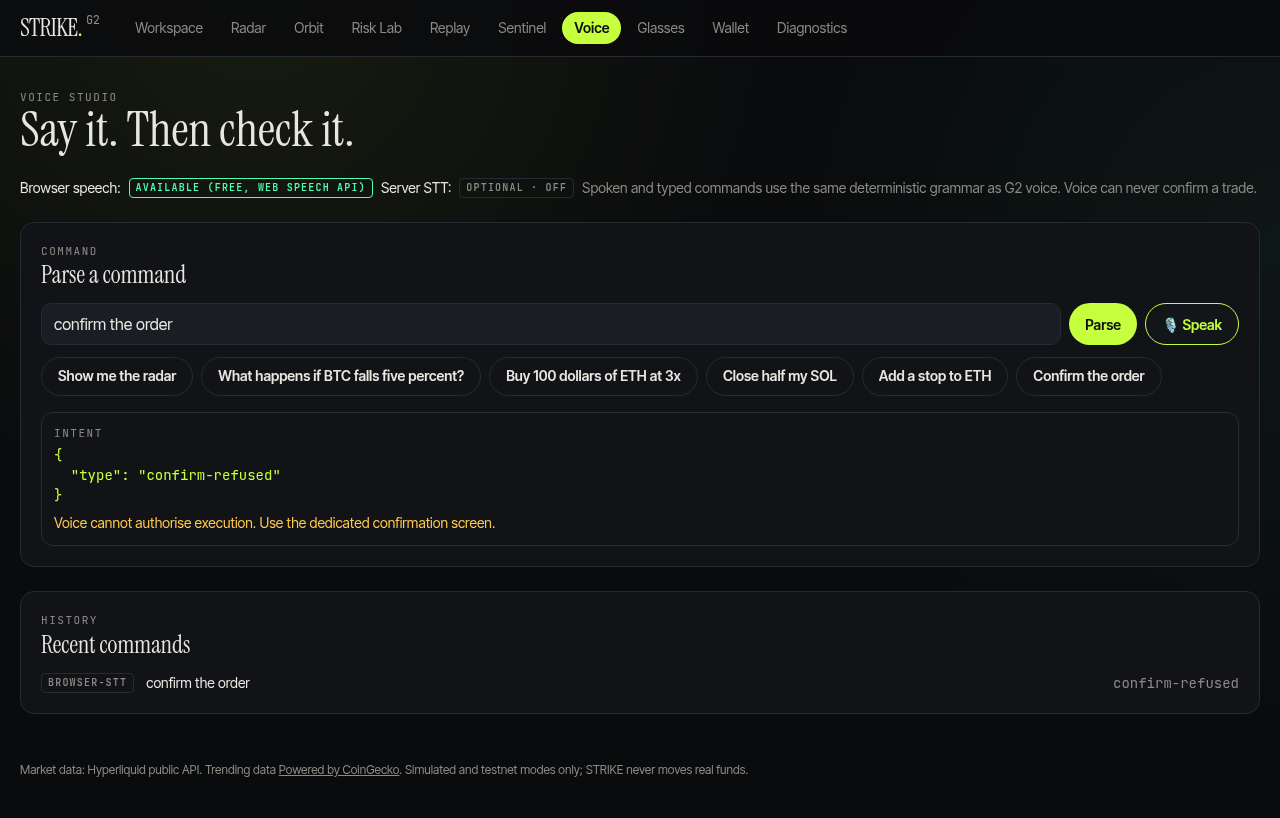 STRIKE. G2
Workspace Radar Orbit Risk Lab Replay Sentinel Voice Glasses Wallet Diagnostics
VOICE STUDIO
Say it. Then check it.
Browser speech: AVAILABLE (FREE, WEB SPEECH API) Server STT: OPTIONAL · OFF Spoken and typed commands use the same deterministic grammar as G2 voice. Voice can never confirm a trade.
COMMAND
Parse a command
confirm the order Parse 🎙️ Speak
Show me the radar What happens if BTC falls five percent? Buy 100 dollars of ETH at 3x Close half my SOL Add a stop to ETH Confirm the order
INTENT
{
  "type": "confirm-refused"
}
Voice cannot authorise execution. Use the dedicated confirmation screen.
HISTORY
Recent commands
BROWSER-STT confirm the order confirm-refused
Market data: Hyperliquid public API. Trending data Powered by CoinGecko. Simulated and testnet modes only; STRIKE never moves real funds.